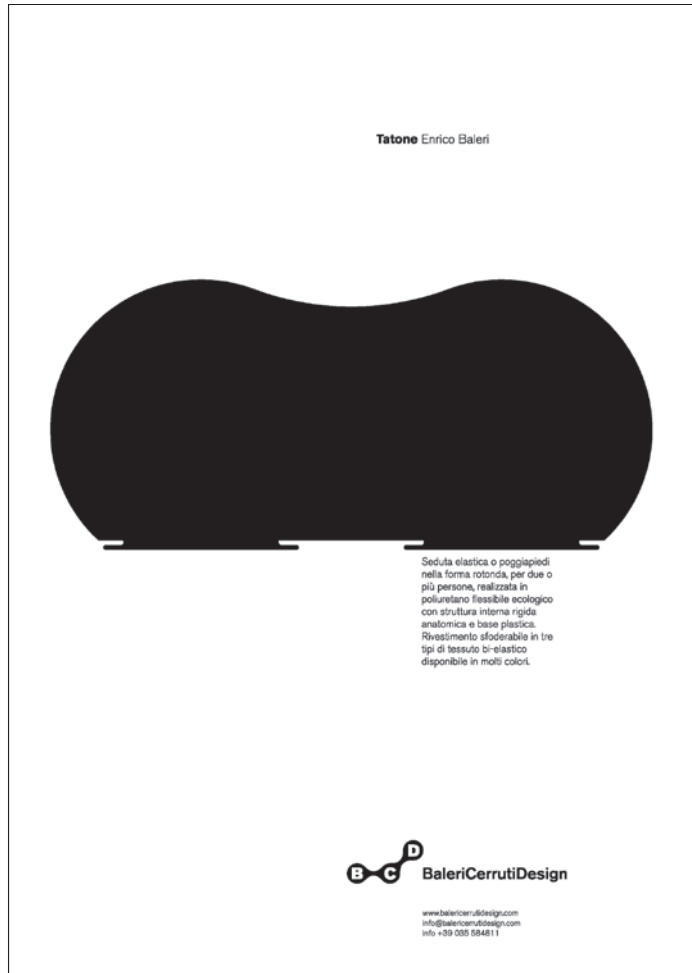 Tatone Enrico Baleri
Seduta elastica o poggiapiedi
nella forma rotonda, per due o
più persone, realizzata in
poliuretano flessibile ecologico
con struttura interna rigida
anatomica e base plastica.
Rivestimento sfoderabile in tre
tipi di tessuto bi-elastico
disponibile in molti colori.
B C D
BaleriCerrutiDesign
www.balericerrutidesign.com
info@balericerrutidesign.com
info +39 035 584811